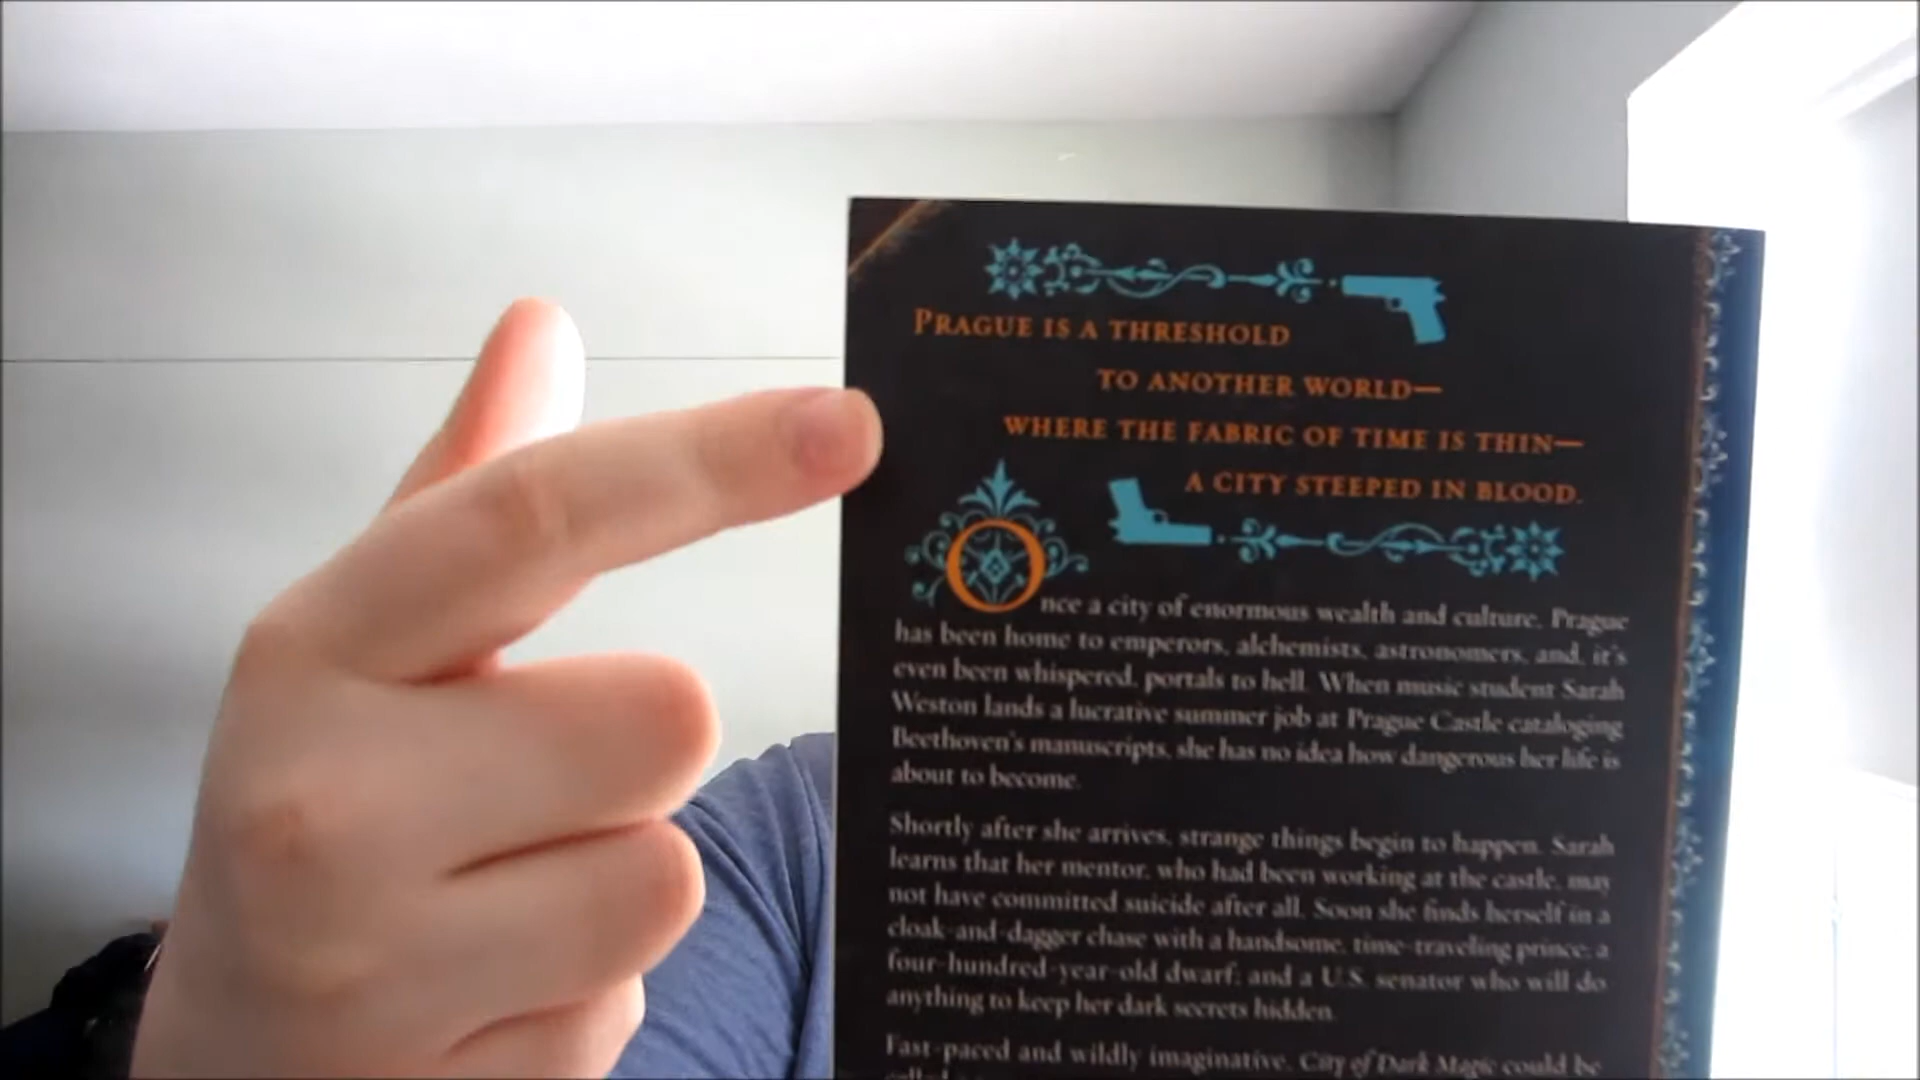 PRAGUE IS A THRESHOLD
TO ANOTHER WORLD—
WHERE THE FABRIC OF TIME IS THIN—
A CITY STEEPED IN BLOOD.
Once a city of enormous wealth and culture, Prague
has been home to emperors, alchemists, astronomers, and, it's
even been whispered, portals to hell. When music student Sarah
Weston lands a lucrative summer job at Prague Castle cataloging
Beethoven's manuscripts, she has no idea how dangerous her life is
about to become.
Shortly after she arrives, strange things begin to happen. Sarah
learns that her mentor, who had been working at the castle, may
not have committed suicide after all. Soon she finds herself in a
cloak-and-dagger chase with a handsome, time-traveling prince; a
four-hundred-year-old dwarf; and a U.S. senator who will do
anything to keep her dark secrets hidden.
Fast-paced and wildly imaginative, City of Dark Magic could be